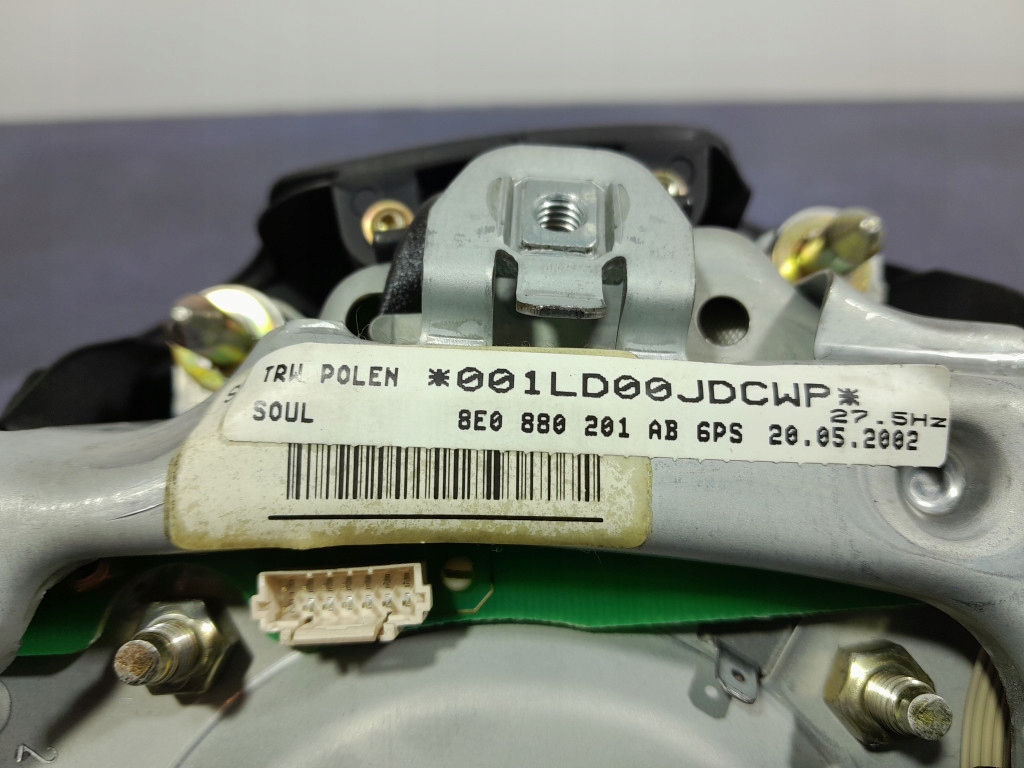 TRW POLEN *001LD00JDCWP*
27.5Hz
SOUL 8E0 880 201 AB 6PS 20.05.2002